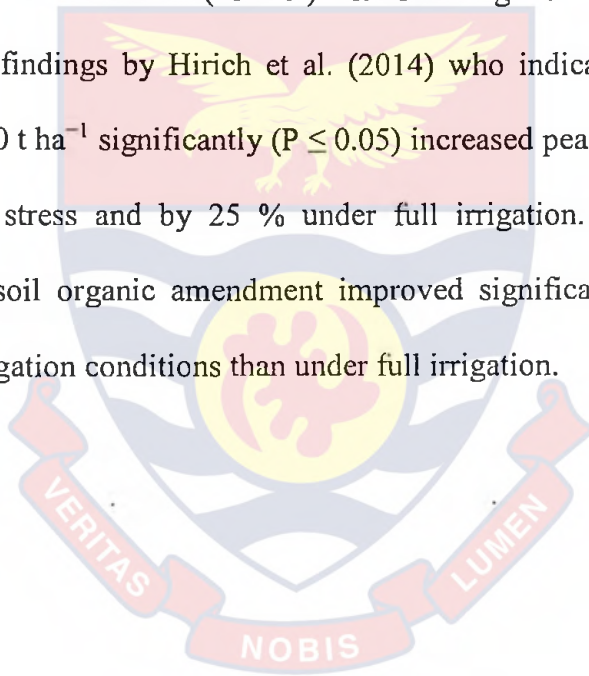 findings by Hirich et al. (2014) who indica
0 t ha⁻¹ significantly (P ≤ 0.05) increased pea
stress and by 25 % under full irrigation.
soil organic amendment improved significa
gation conditions than under full irrigation.
VERITAS
NOBIS
LUMEN